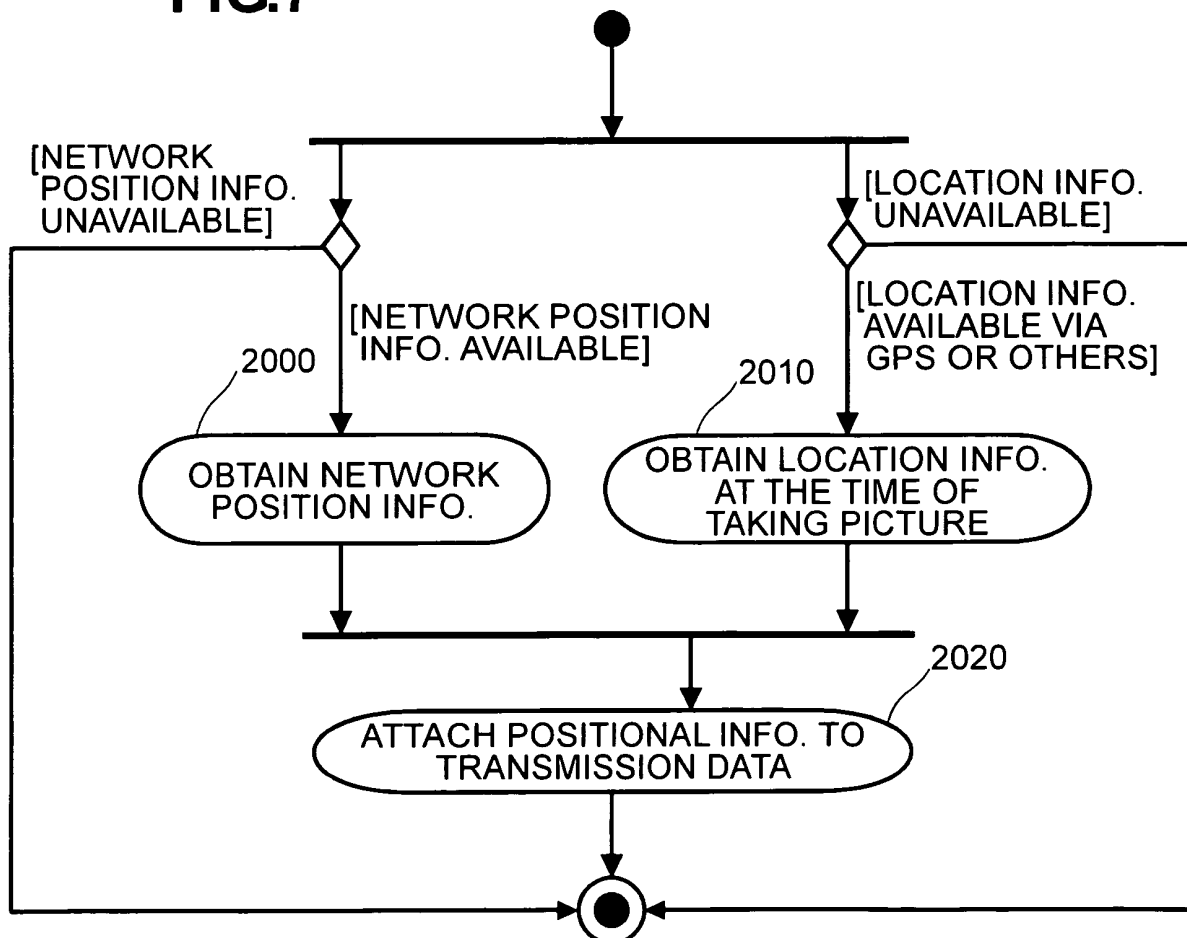 FIG.7
[NETWORK
POSITION INFO.
UNAVAILABLE]
[LOCATION INFO.
UNAVAILABLE]
[NETWORK POSITION
INFO. AVAILABLE]
[LOCATION INFO.
AVAILABLE VIA
GPS OR OTHERS]
2000
2010
OBTAIN NETWORK
POSITION INFO.
OBTAIN LOCATION INFO.
AT THE TIME OF
TAKING PICTURE
2020
ATTACH POSITIONAL INFO. TO
TRANSMISSION DATA